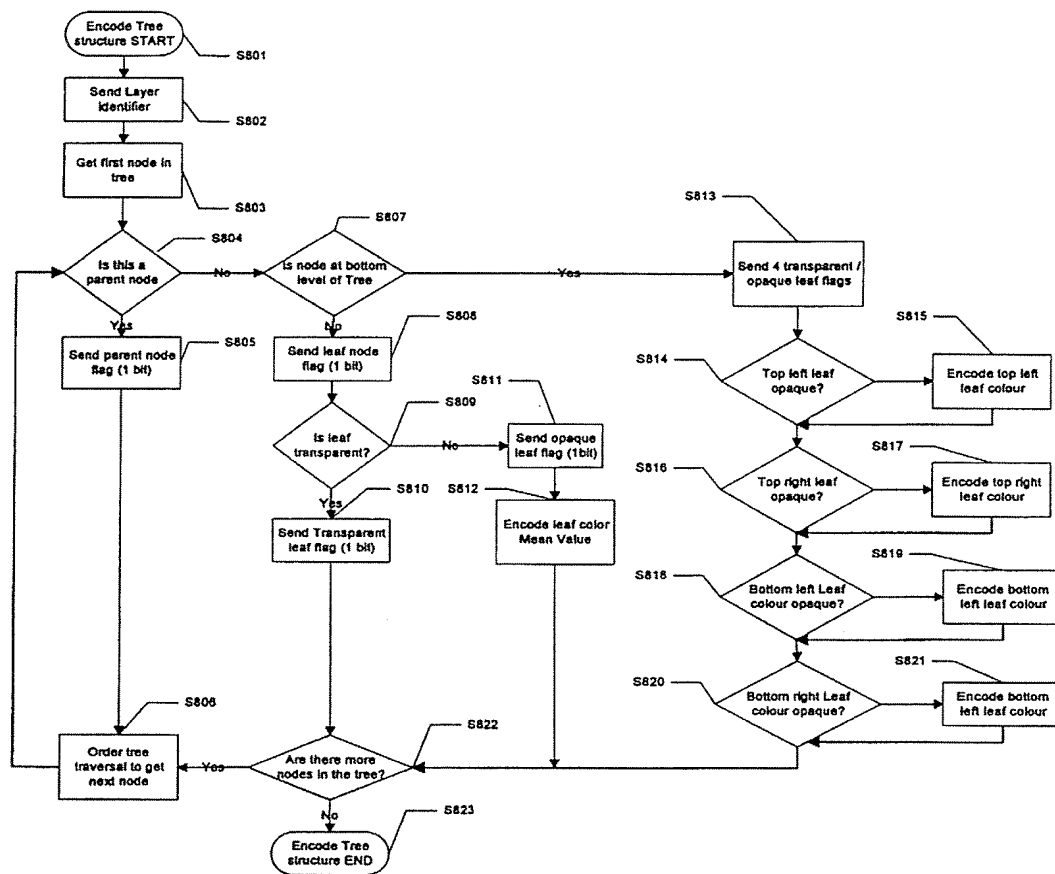 Encode Tree
structure START
S801
Send Layer
Identifier
S802
Get first node in
tree
S803
S804
Is this a
parent node
No
S807
Is node at bottom
level of Tree
Yes
S813
Send 4 transparent /
opaque leaf flags
Yes
Send parent node
flag (1 bit)
S805
No
S808
Send leaf node
flag (1 bit)
S809
Is leaf
transparent?
No
S811
Send opaque
leaf flag (1bit)
Yes
S810
Send Transparent
leaf flag (1 bit)
S812
Encode leaf color
Mean Value
S814
Top left leaf
opaque?
S815
Encode top left
leaf colour
S816
Top right leaf
opaque?
S817
Encode top right
leaf colour
S818
Bottom left Leaf
colour opaque?
S819
Encode bottom
left leaf colour
S820
Bottom right Leaf
colour opaque?
S821
Encode bottom
left leaf colour
S806
Order tree
traversal to get
next node
Yes
S822
Are there more
nodes in the tree?
No
S823
Encode Tree
structure END